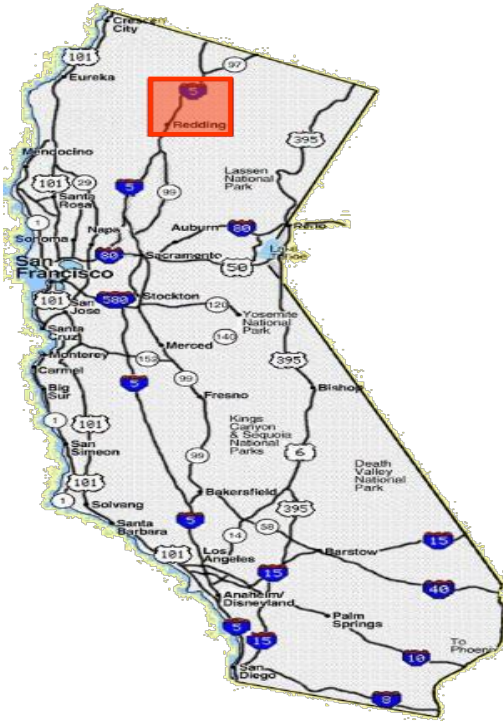 Crescent
City
101
97
Eureka
5
Redding
395
Mendocino
Lassen
National
Park
101
29
5
99
Santa
Rosa
1
Napa
Auburn
80
Reno
Sonoma
80
Sacramento
Lake
Tahoe
San
Francisco
50
101
580
Stockton
120
San
Jose
Yosemite
National
Park
Santa
Cruz
140
Merced
Monterey
152
395
Carmel
99
5
Bishop
Big
Sur
Fresno
1
101
Kings
Canyon
& Sequoia
National
Parks
San
Simeon
6
99
Death
Valley
National
Park
101
Bakersfield
1
Solvang
395
5
58
Santa
Barbara
14
15
101
Los
Angeles
Barstow
15
40
Anaheim/
Disneyland
Palm
Springs
5
15
To
Phoenix
10
San
Diego
8